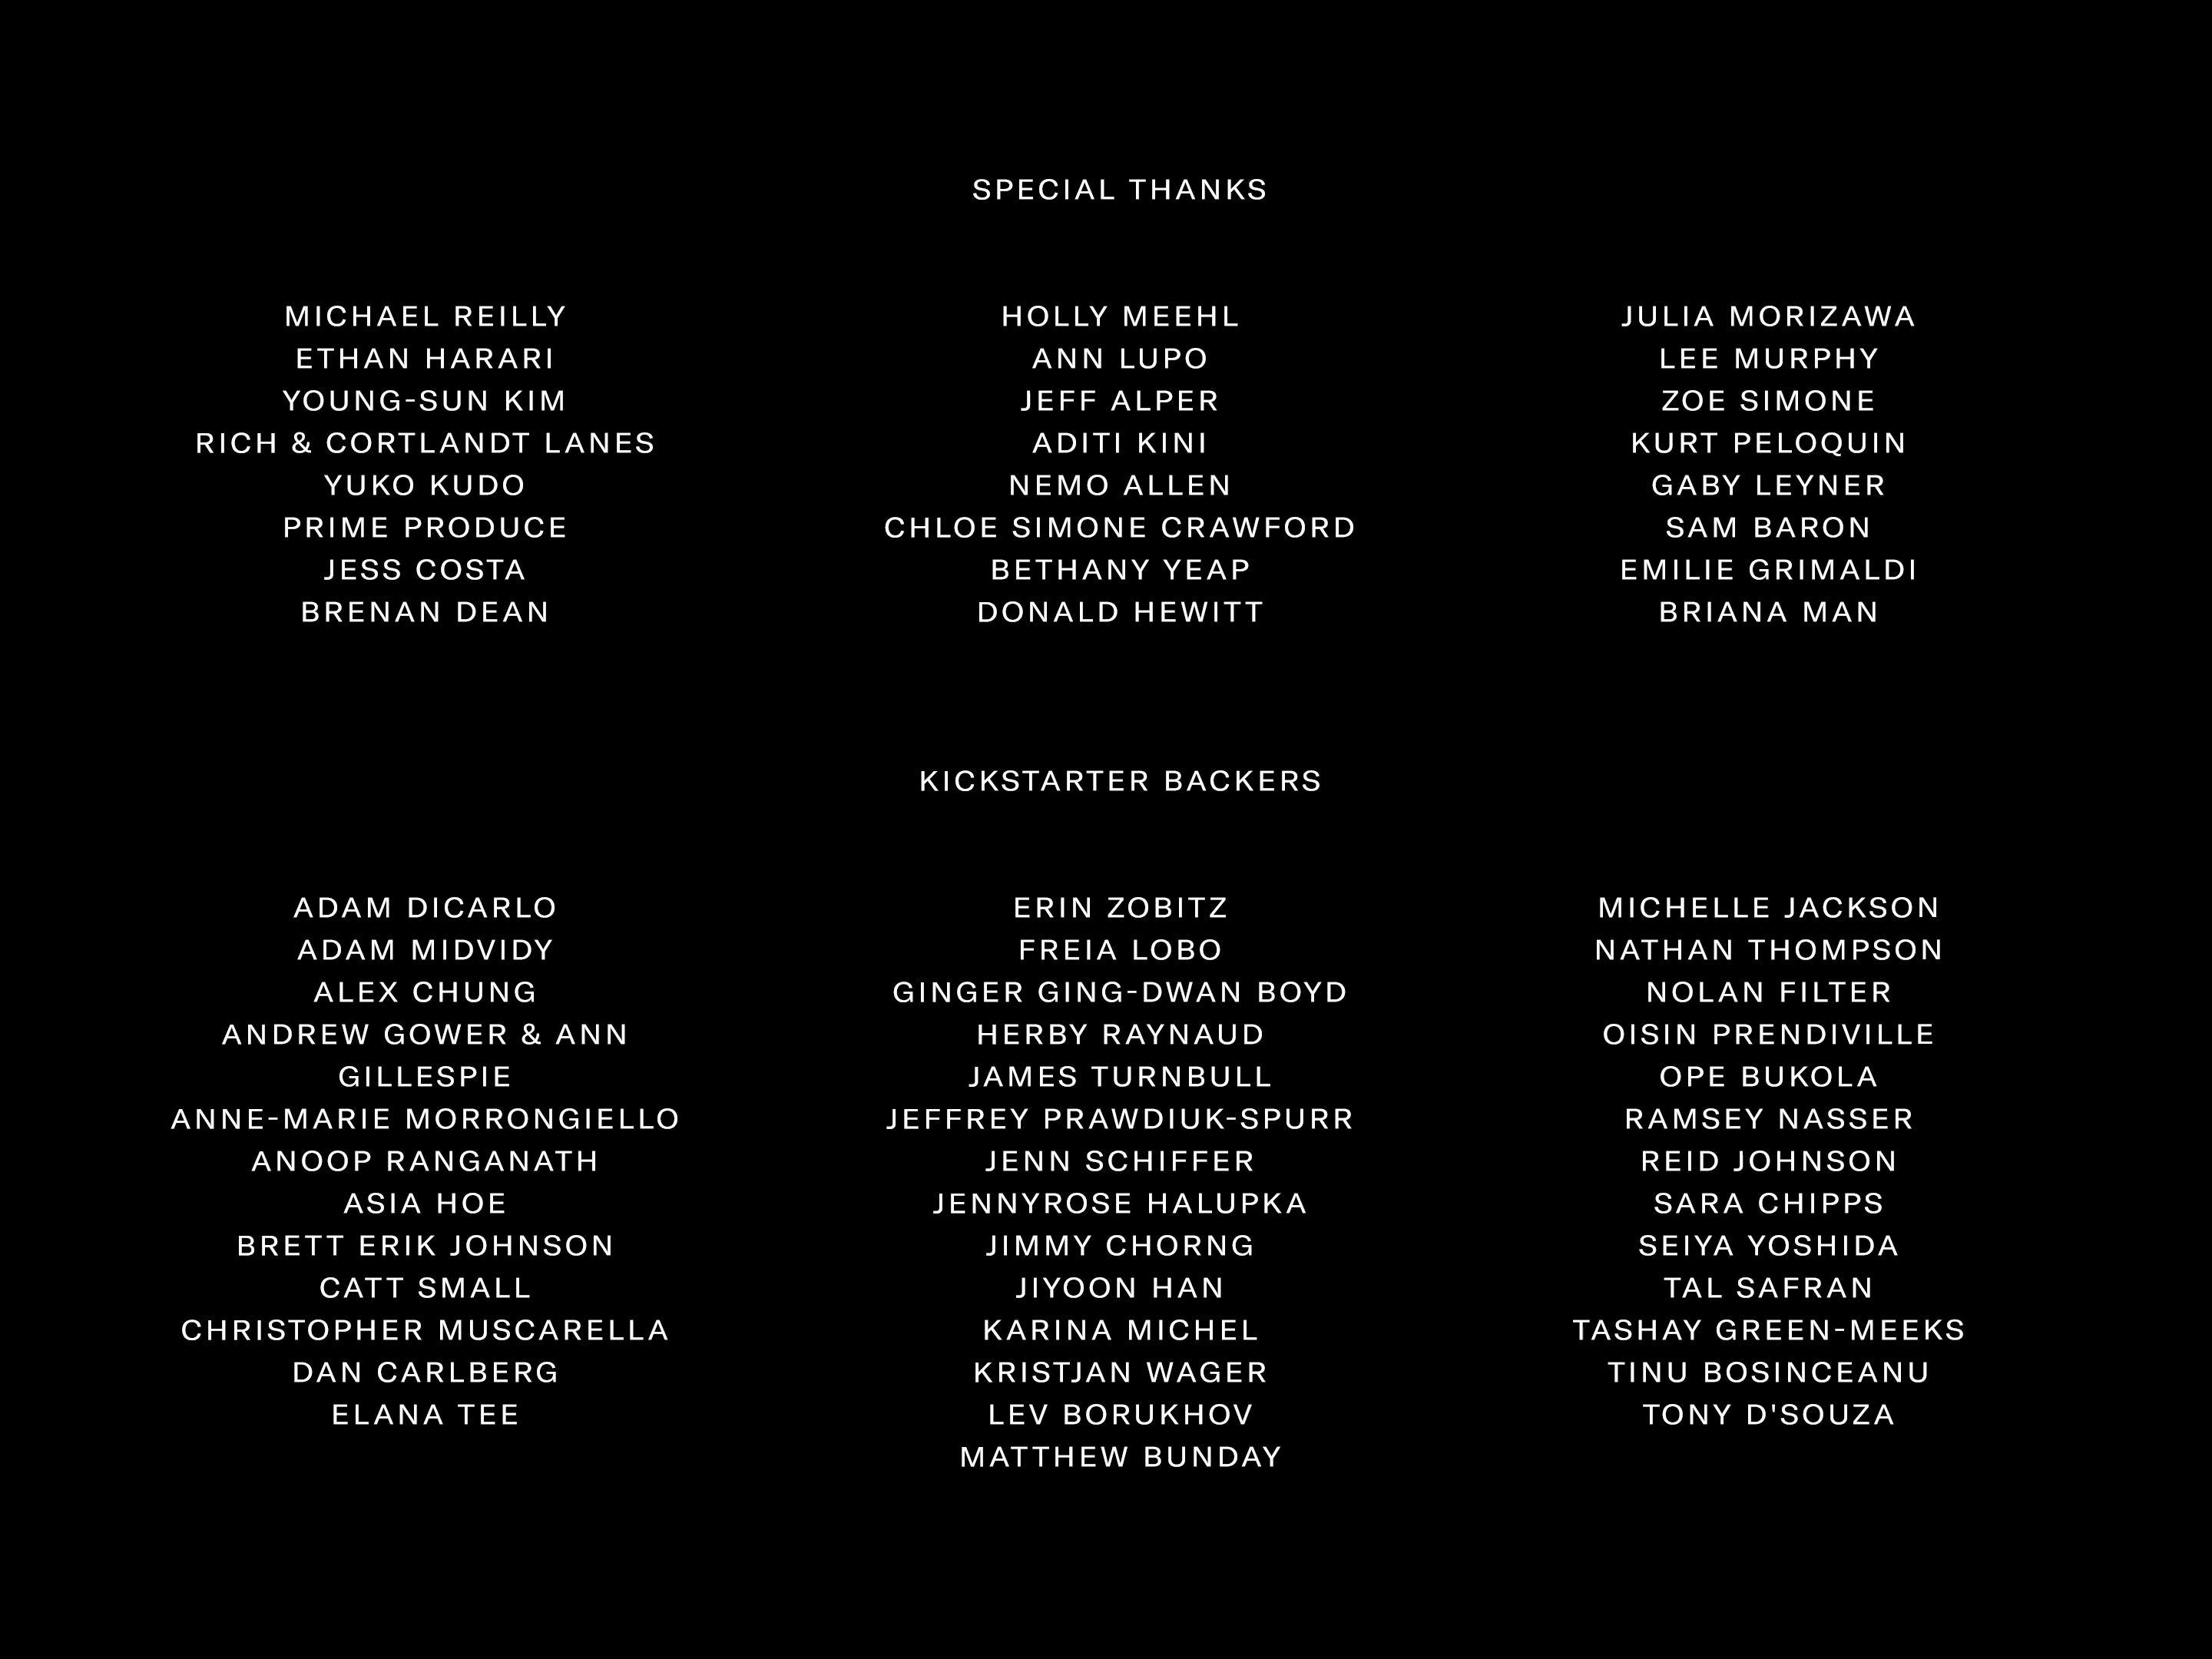 SPECIAL THANKS
MICHAEL REILLY
ETHAN HARARI
YOUNG-SUN KIM
RICH & CORTLANDT LANES
YUKO KUDO
PRIME PRODUCE
JESS COSTA
BRENAN DEAN
HOLLY MEEHL
ANN LUPO
JEFF ALPER
ADITI KINI
NEMO ALLEN
CHLOE SIMONE CRAWFORD
BETHANY YEAP
DONALD HEWITT
JULIA MORIZAWA
LEE MURPHY
ZOE SIMONE
KURT PELOQUIN
GABY LEYNER
SAM BARON
EMILIE GRIMALDI
BRIANA MAN
KICKSTARTER BACKERS
ADAM DICARLO
ADAM MIDVIDY
ALEX CHUNG
ANDREW GOWER & ANN
GILLESPIE
ANNE-MARIE MORRONGIELLO
ANOOP RANGANATH
ASIA HOE
BRETT ERIK JOHNSON
CATT SMALL
CHRISTOPHER MUSCARELLA
DAN CARLBERG
ELANA TEE
ERIN ZOBITZ
FREIA LOBO
GINGER GING-DWAN BOYD
HERBY RAYNAUD
JAMES TURNBULL
JEFFREY PRAWDIUK-SPURR
JENN SCHIFFER
JENNYROSE HALUPKA
JIMMY CHORNG
JIYOON HAN
KARINA MICHEL
KRISTJAN WAGER
LEV BORUKHOV
MATTHEW BUNDAY
MICHELLE JACKSON
NATHAN THOMPSON
NOLAN FILTER
OISIN PRENDIVILLE
OPE BUKOLA
RAMSEY NASSER
REID JOHNSON
SARA CHIPPS
SEIYA YOSHIDA
TAL SAFRAN
TASHAY GREEN-MEEKS
TINU BOSINCEANU
TONY D'SOUZA